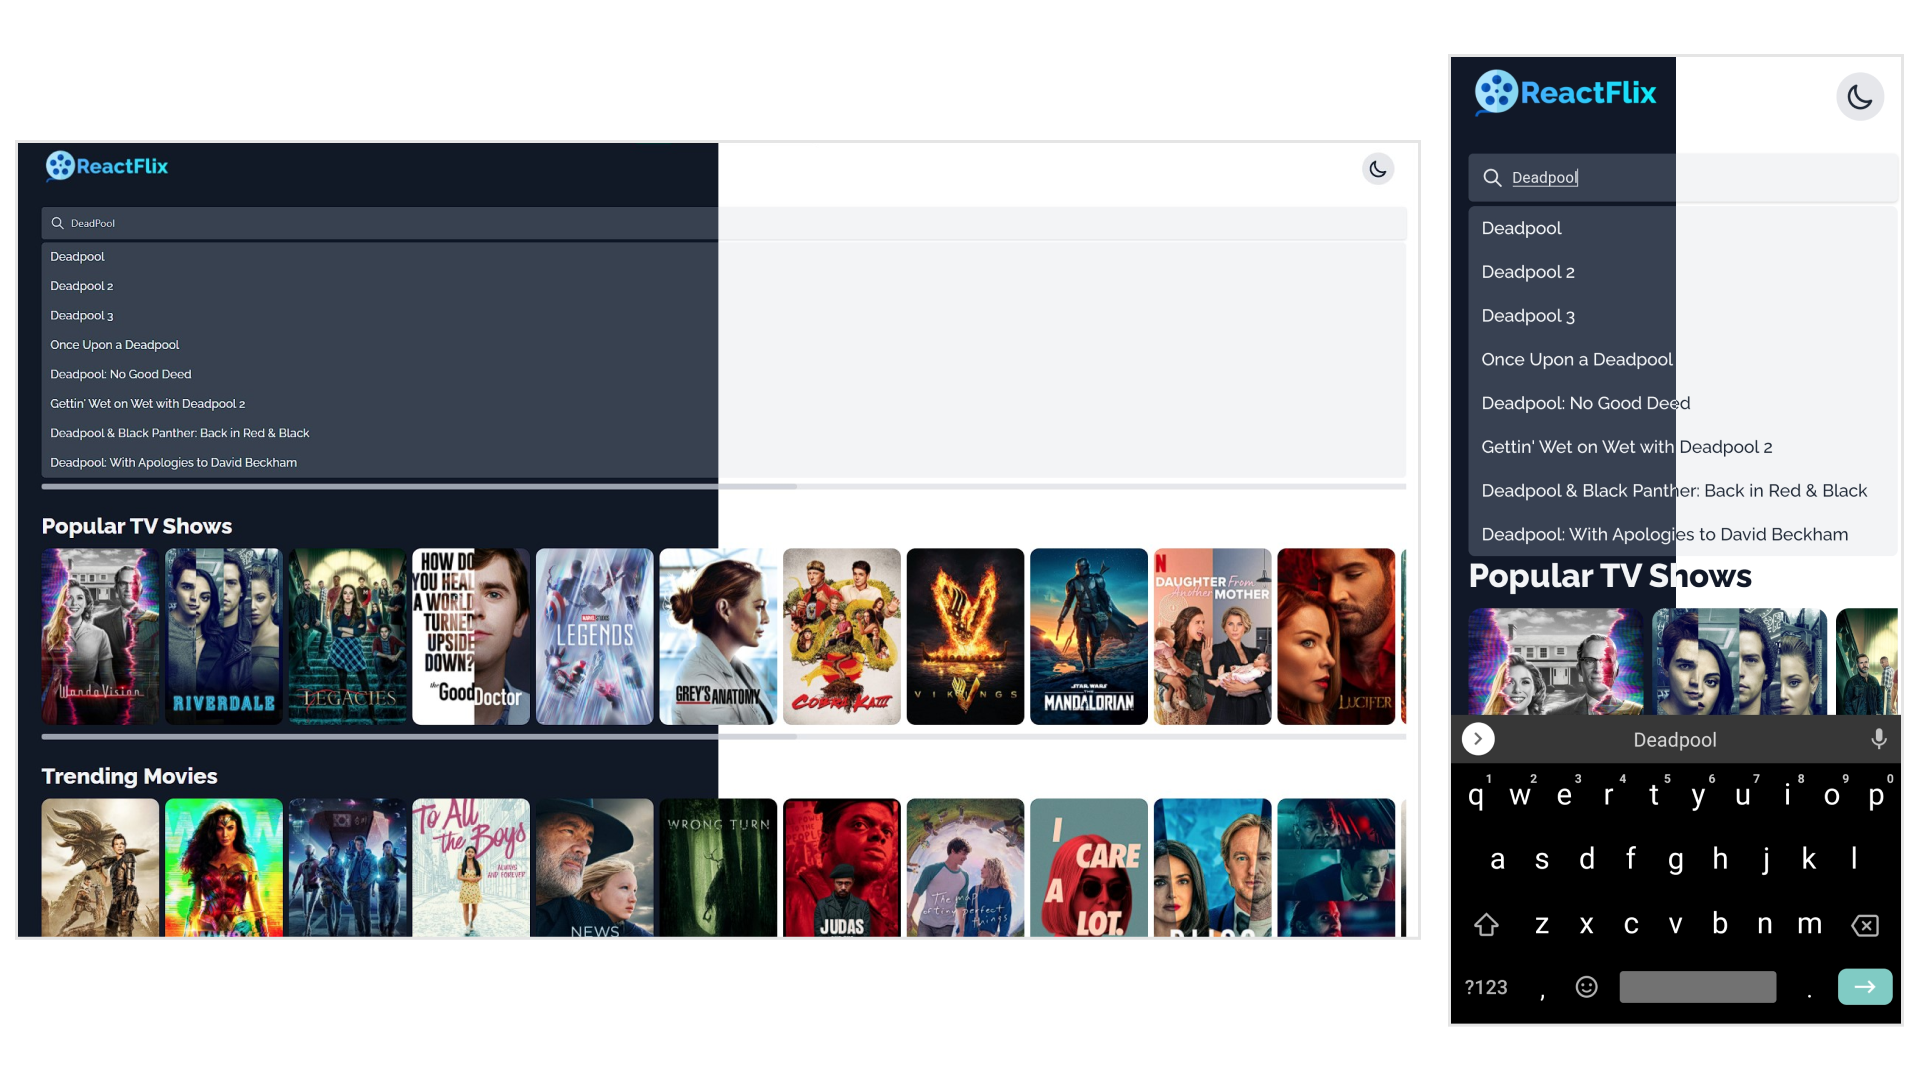 ReactFlix
DeadPool
Deadpool
Deadpool 2
Deadpool 3
Once Upon a Deadpool
Deadpool: No Good Deed
Gettin' Wet on Wet with Deadpool 2
Deadpool & Black Panther: Back in Red & Black
Deadpool: With Apologies to David Beckham
Popular TV Shows
WandaVision
RIVERDALE
LEGACIES
HOW DO
YOU HEAL
A WORLD
TURNED
UPSIDE
DOWN?
the Good Doctor
MARVEL STUDIOS
LEGENDS
GREY'S ANATOMY
COBRA KAI
VIKINGS
STAR WARS
THE
MANDALORIAN
N
DAUGHTER From
Another MOTHER
LUCIFER
Trending Movies
To All
the Boys
ALWAYS
AND FOREVER
NEWS
WRONG TURN
JUDAS
The map
of tiny perfect
things
I
CARE
A
LOT.
ReactFlix
Deadpool
Deadpool
Deadpool 2
Deadpool 3
Once Upon a Deadpool
Deadpool: No Good Deed
Gettin' Wet on Wet with Deadpool 2
Deadpool & Black Panther: Back in Red & Black
Deadpool: With Apologies to David Beckham
Popular TV Shows
Deadpool
1 2 3 4 5 6 7 8 9 0
q w e r t y u i o p
a s d f g h j k l
z x c v b n m
?123 , .